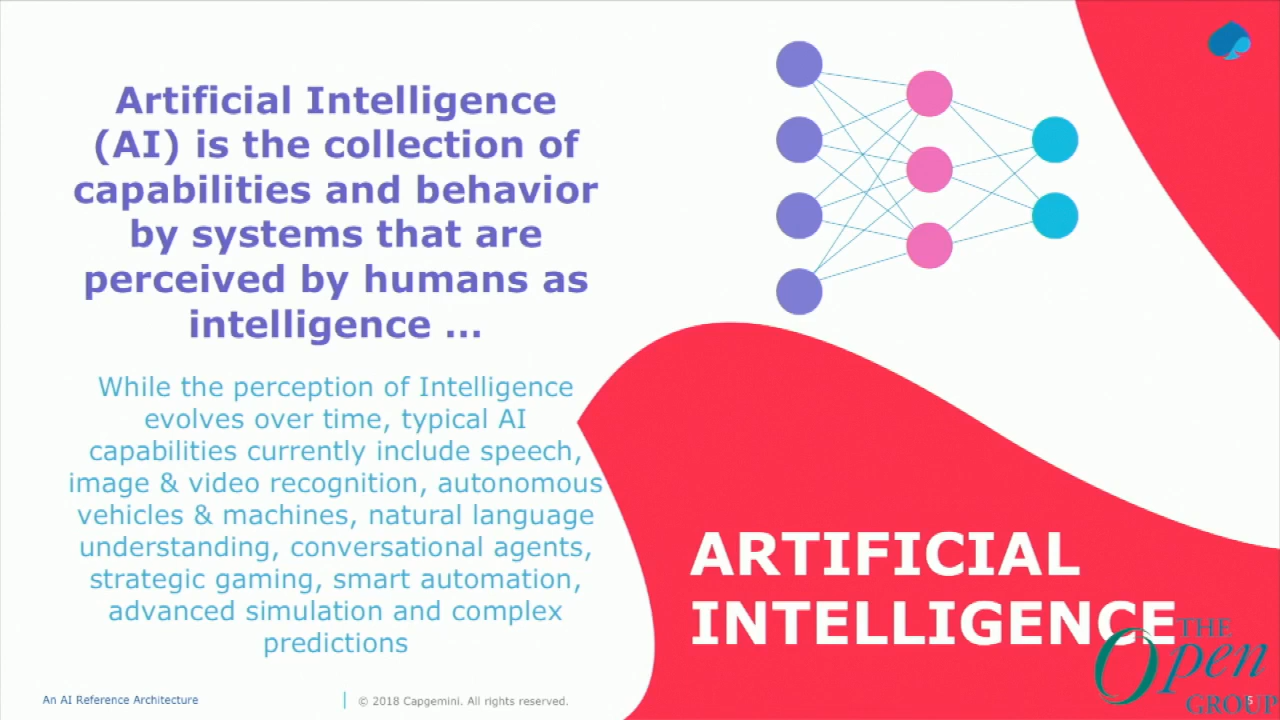 Artificial Intelligence
(AI) is the collection of
capabilities and behavior
by systems that are
perceived by humans as
intelligence ...
While the perception of Intelligence
evolves over time, typical AI
capabilities currently include speech,
image & video recognition, autonomous
vehicles & machines, natural language
understanding, conversational agents,
strategic gaming, smart automation,
advanced simulation and complex
predictions
ARTIFICIAL
INTELLIGENCE
THE
Open
GROUP
An AI Reference Architecture
© 2018 Capgemini. All rights reserved.
5